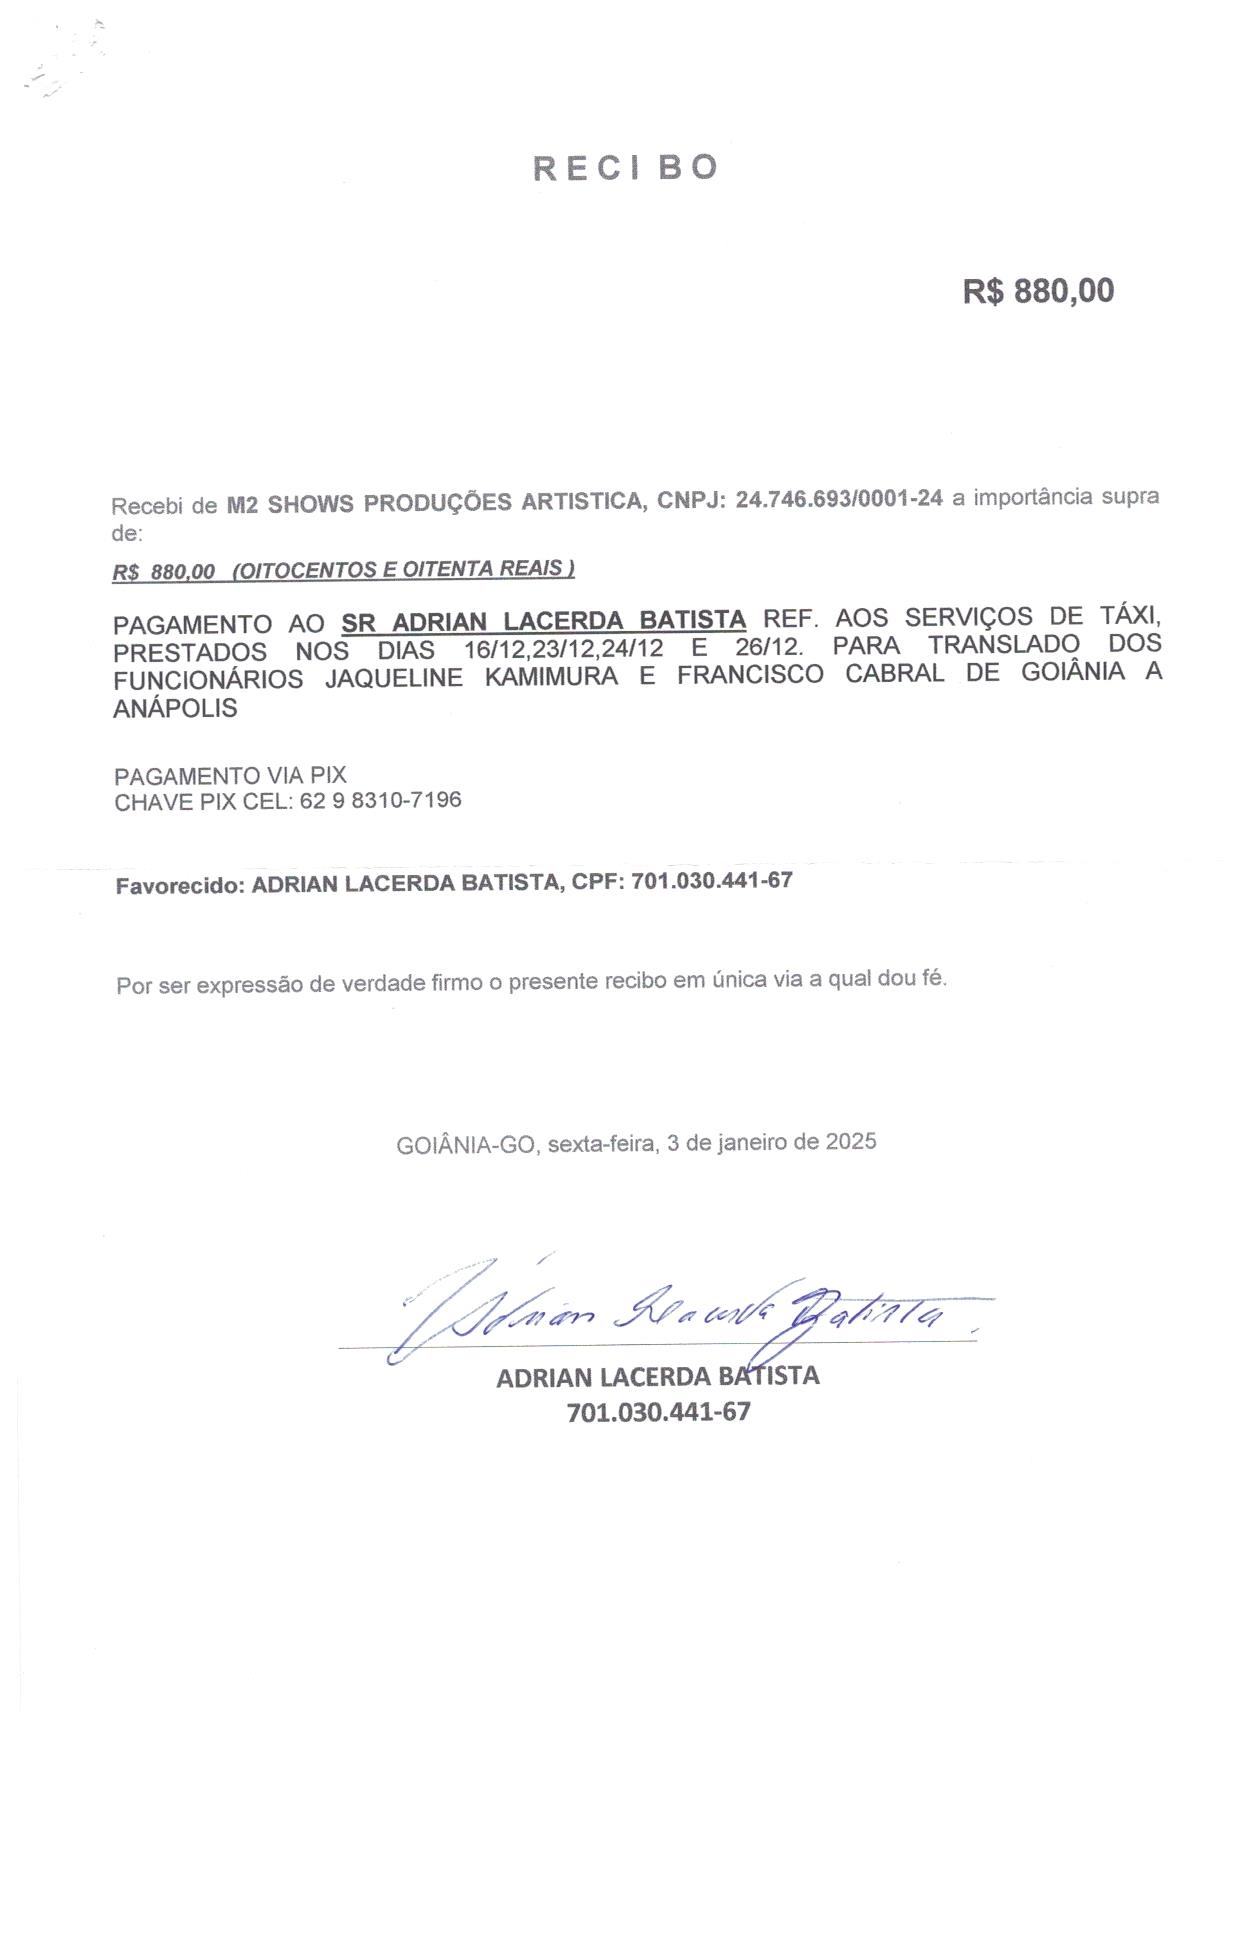 RECIBO
R$ 880,00
Recebi de M2 SHOWS PRODUÇÕES ARTISTICA, CNPJ: 24.746.693/0001-24 a importância supra
de:
R$ 880,00 (OITOCENTOS E OITENTA REAIS )
PAGAMENTO AO SR ADRIAN LACERDA BATISTA REF. AOS SERVIÇOS DE TÁXI,
PRESTADOS NOS DIAS 16/12,23/12,24/12 E 26/12. PARA TRANSLADO DOS
FUNCIONÁRIOS JAQUELINE KAMIMURA E FRANCISCO CABRAL DE GOIÂNIA A
ANÁPOLIS
PAGAMENTO VIA PIX
CHAVE PIX CEL: 62 9 8310-7196
Favorecido: ADRIAN LACERDA BATISTA, CPF: 701.030.441-67
Por ser expressão de verdade firmo o presente recibo em única via a qual dou fé.
GOIÂNIA-GO, sexta-feira, 3 de janeiro de 2025
Adrian Lacerda Batista
ADRIAN LACERDA BATISTA
701.030.441-67